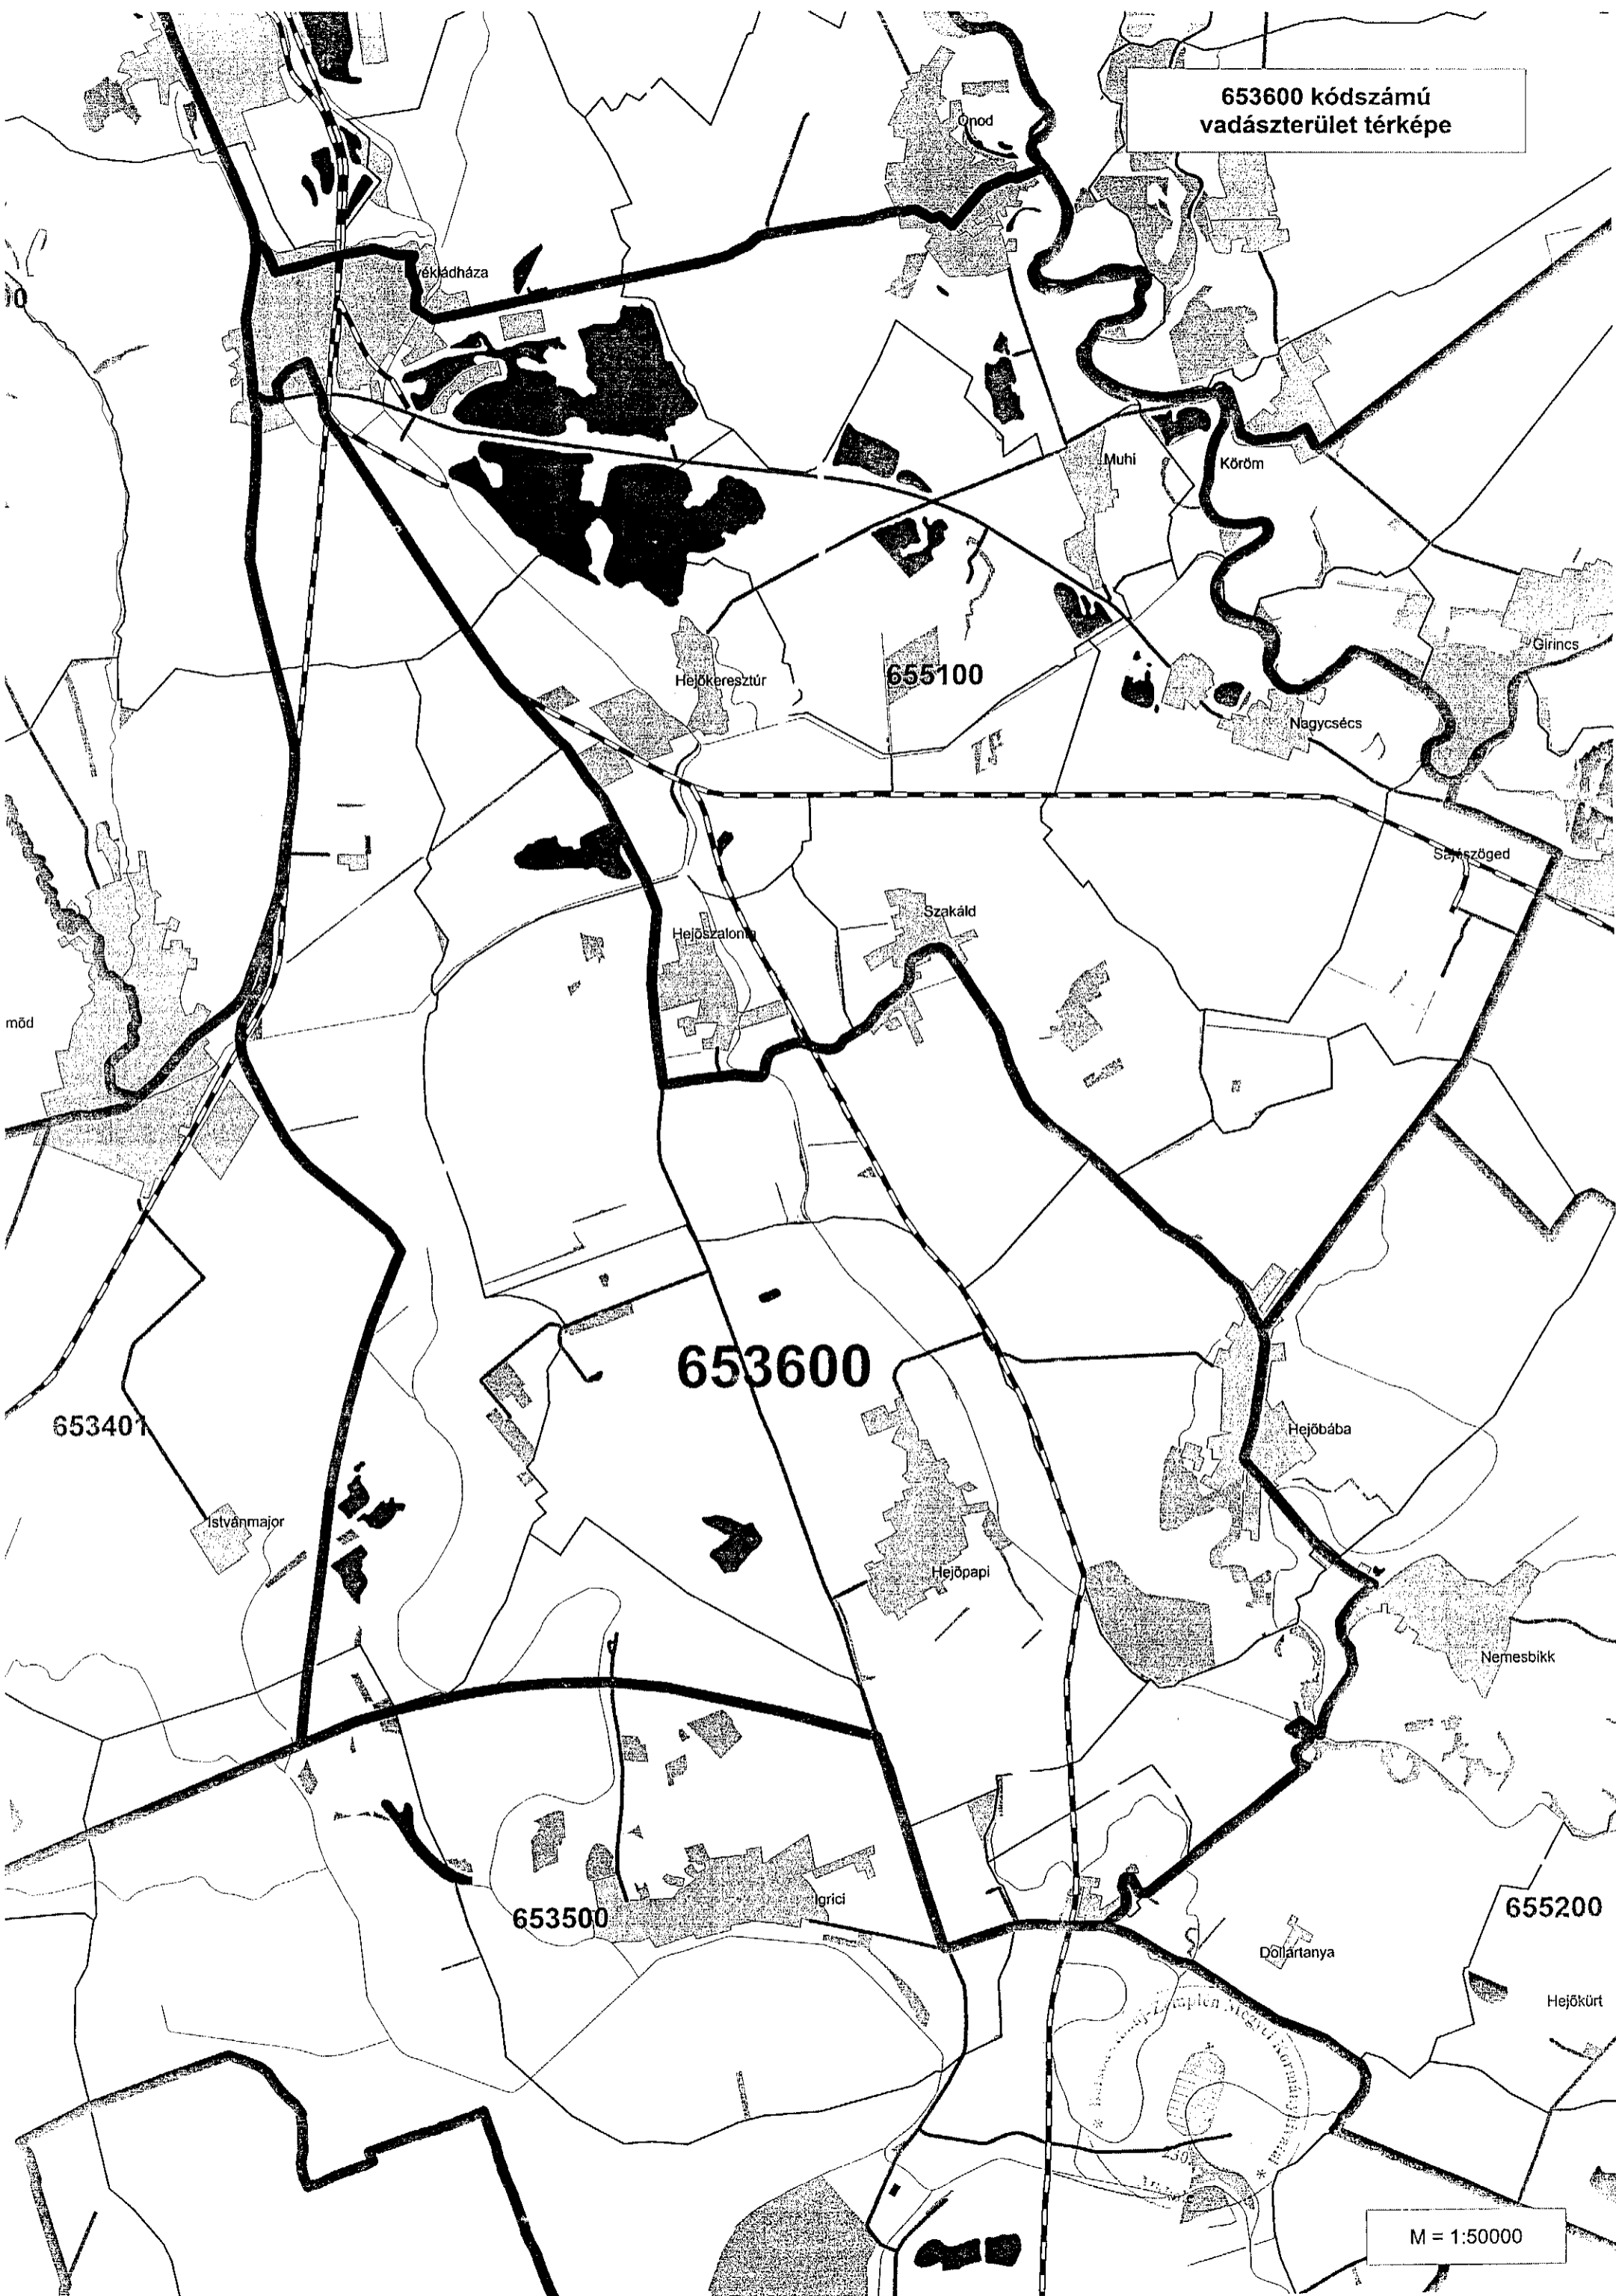 653600 kódszámú
vadászterület térképe
Ónod
Muhi
Köröm
Girincs
Hejőkeresztúr
655100
Nagycsécs
Sajószöged
Szakáld
Hejőszalonta
mőd
653600
653401
Hejőbába
Istvánmajor
Hejőpapi
Nemesbikk
Igrici
653500
655200
Dollártanya
Hejőkürt
M = 1:50000